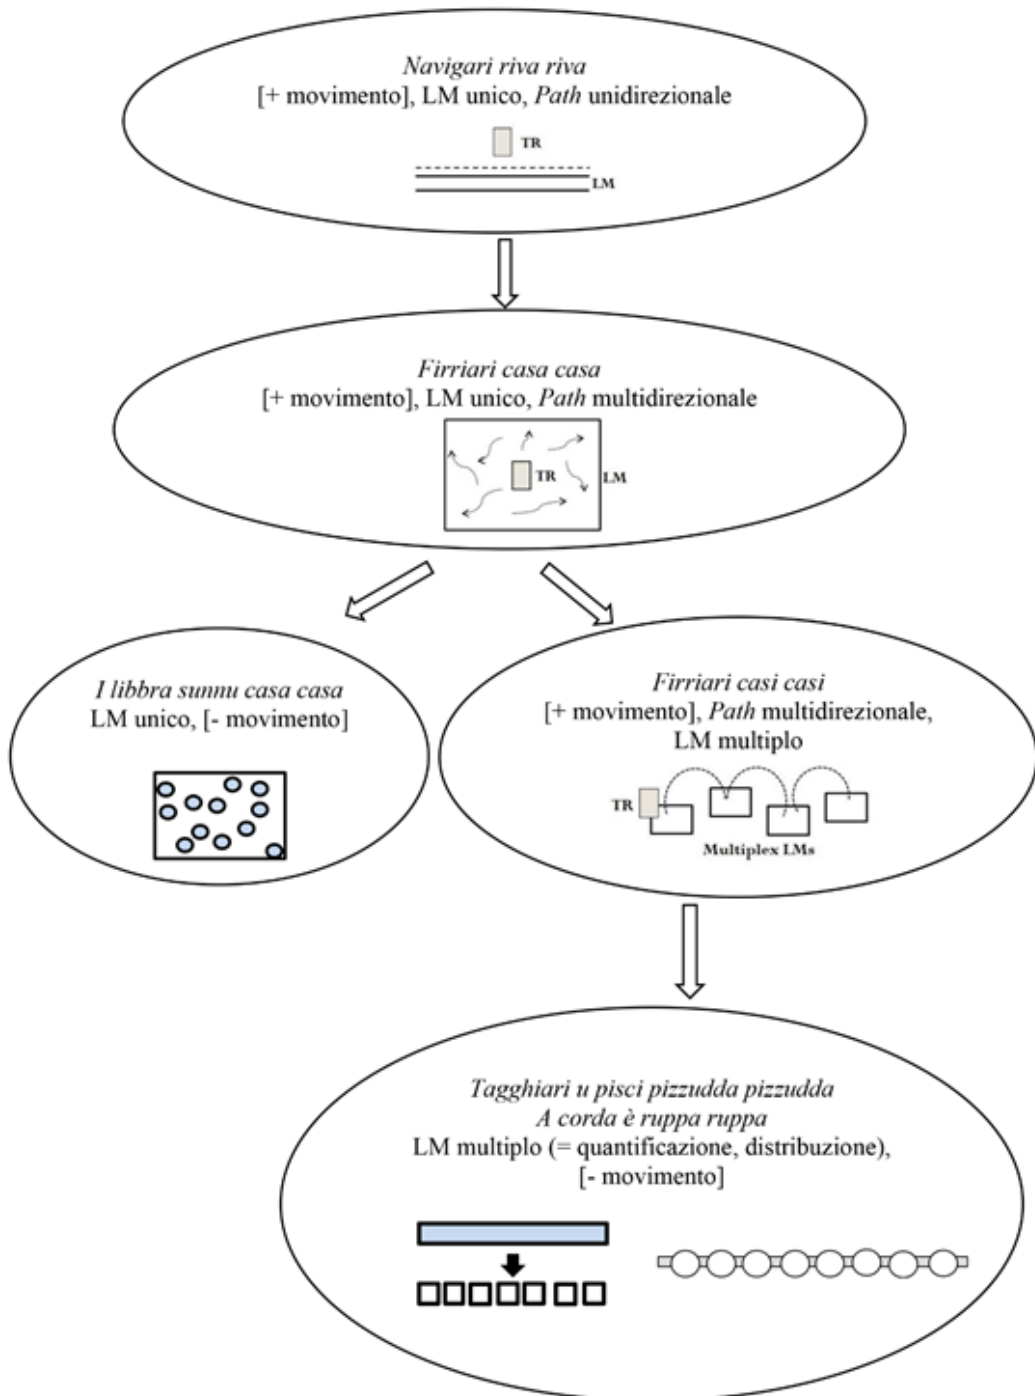 Navigari riva riva
[+ movimento], LM unico, Path unidirezionale
TR
LM
Firriari casa casa
[+ movimento], LM unico, Path multidirezionale
TR
LM
I libbra sunnu casa casa
LM unico, [- movimento]
Firriari casi casi
[+ movimento], Path multidirezionale,
LM multiplo
TR
Multiplex LMs
Tagghiari u pisci pizzudda pizzudda
A corda è ruppa ruppa
LM multiplo (= quantificazione, distribuzione),
[- movimento]